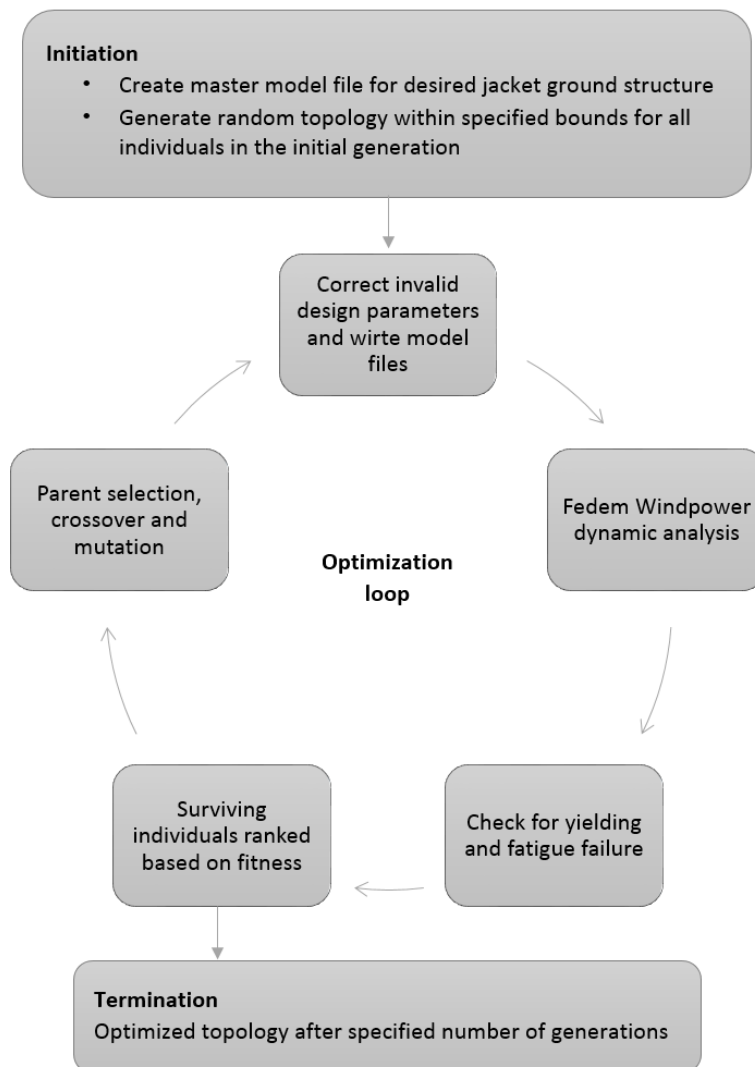 Initiation
• Create master model file for desired jacket ground structure
• Generate random topology within specified bounds for all
individuals in the initial generation
Correct invalid
design parameters
and wirte model
files
Parent selection,
crossover and
mutation
Fedem Windpower
dynamic analysis
Optimization
loop
Surviving
individuals ranked
based on fitness
Check for yielding
and fatigue failure
Termination
Optimized topology after specified number of generations